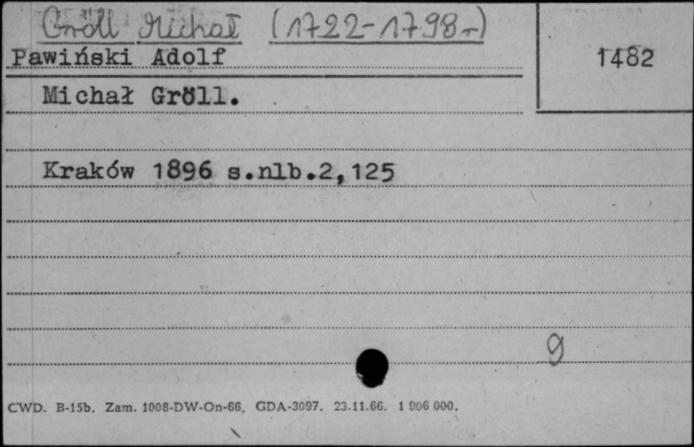 Gröll Michał (1722-1798r)
Pawiński Adolf
1482
Michał Gröll.
Kraków 1896 s.nlb.2,125
9
CWD. B-15b. Zam. 1008-DW-On-66. GDA-3097. 23.11.66. 1 906 000.